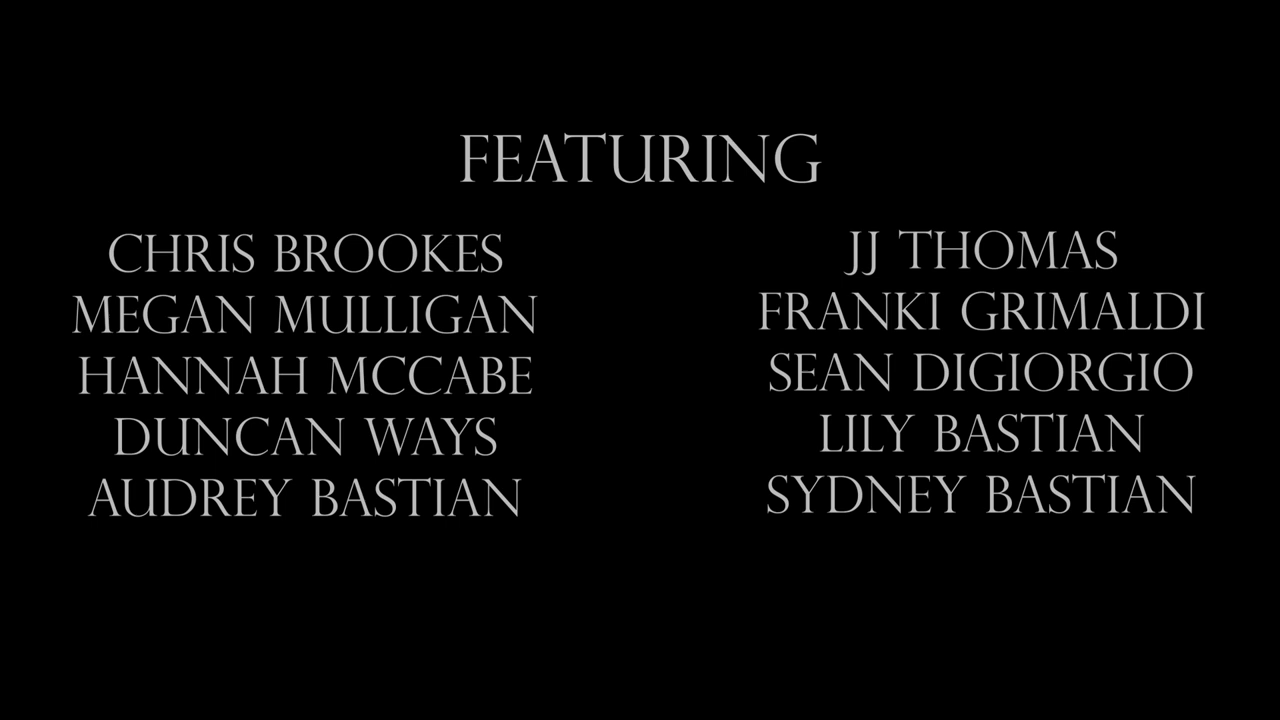 FEATURING
CHRIS BROOKES
MEGAN MULLIGAN
HANNAH MCCABE
DUNCAN WAYS
AUDREY BASTIAN
JJ THOMAS
FRANKI GRIMALDI
SEAN DIGIORGIO
LILY BASTIAN
SYDNEY BASTIAN